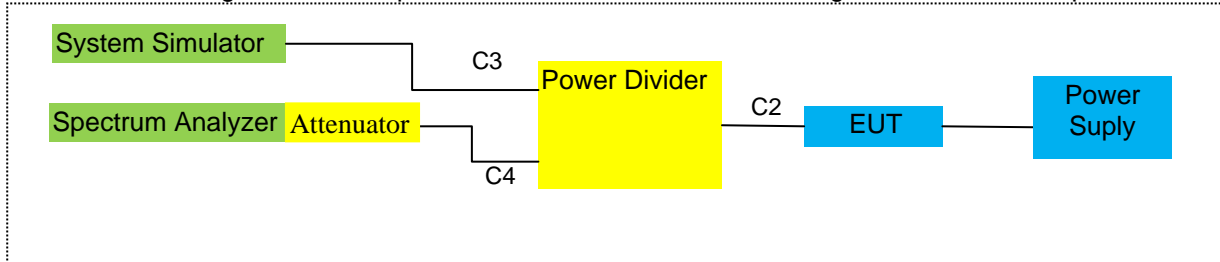 System Simulator
C3
Power Divider
Spectrum Analyzer Attenuator
C4
C2
EUT
Power
Suply